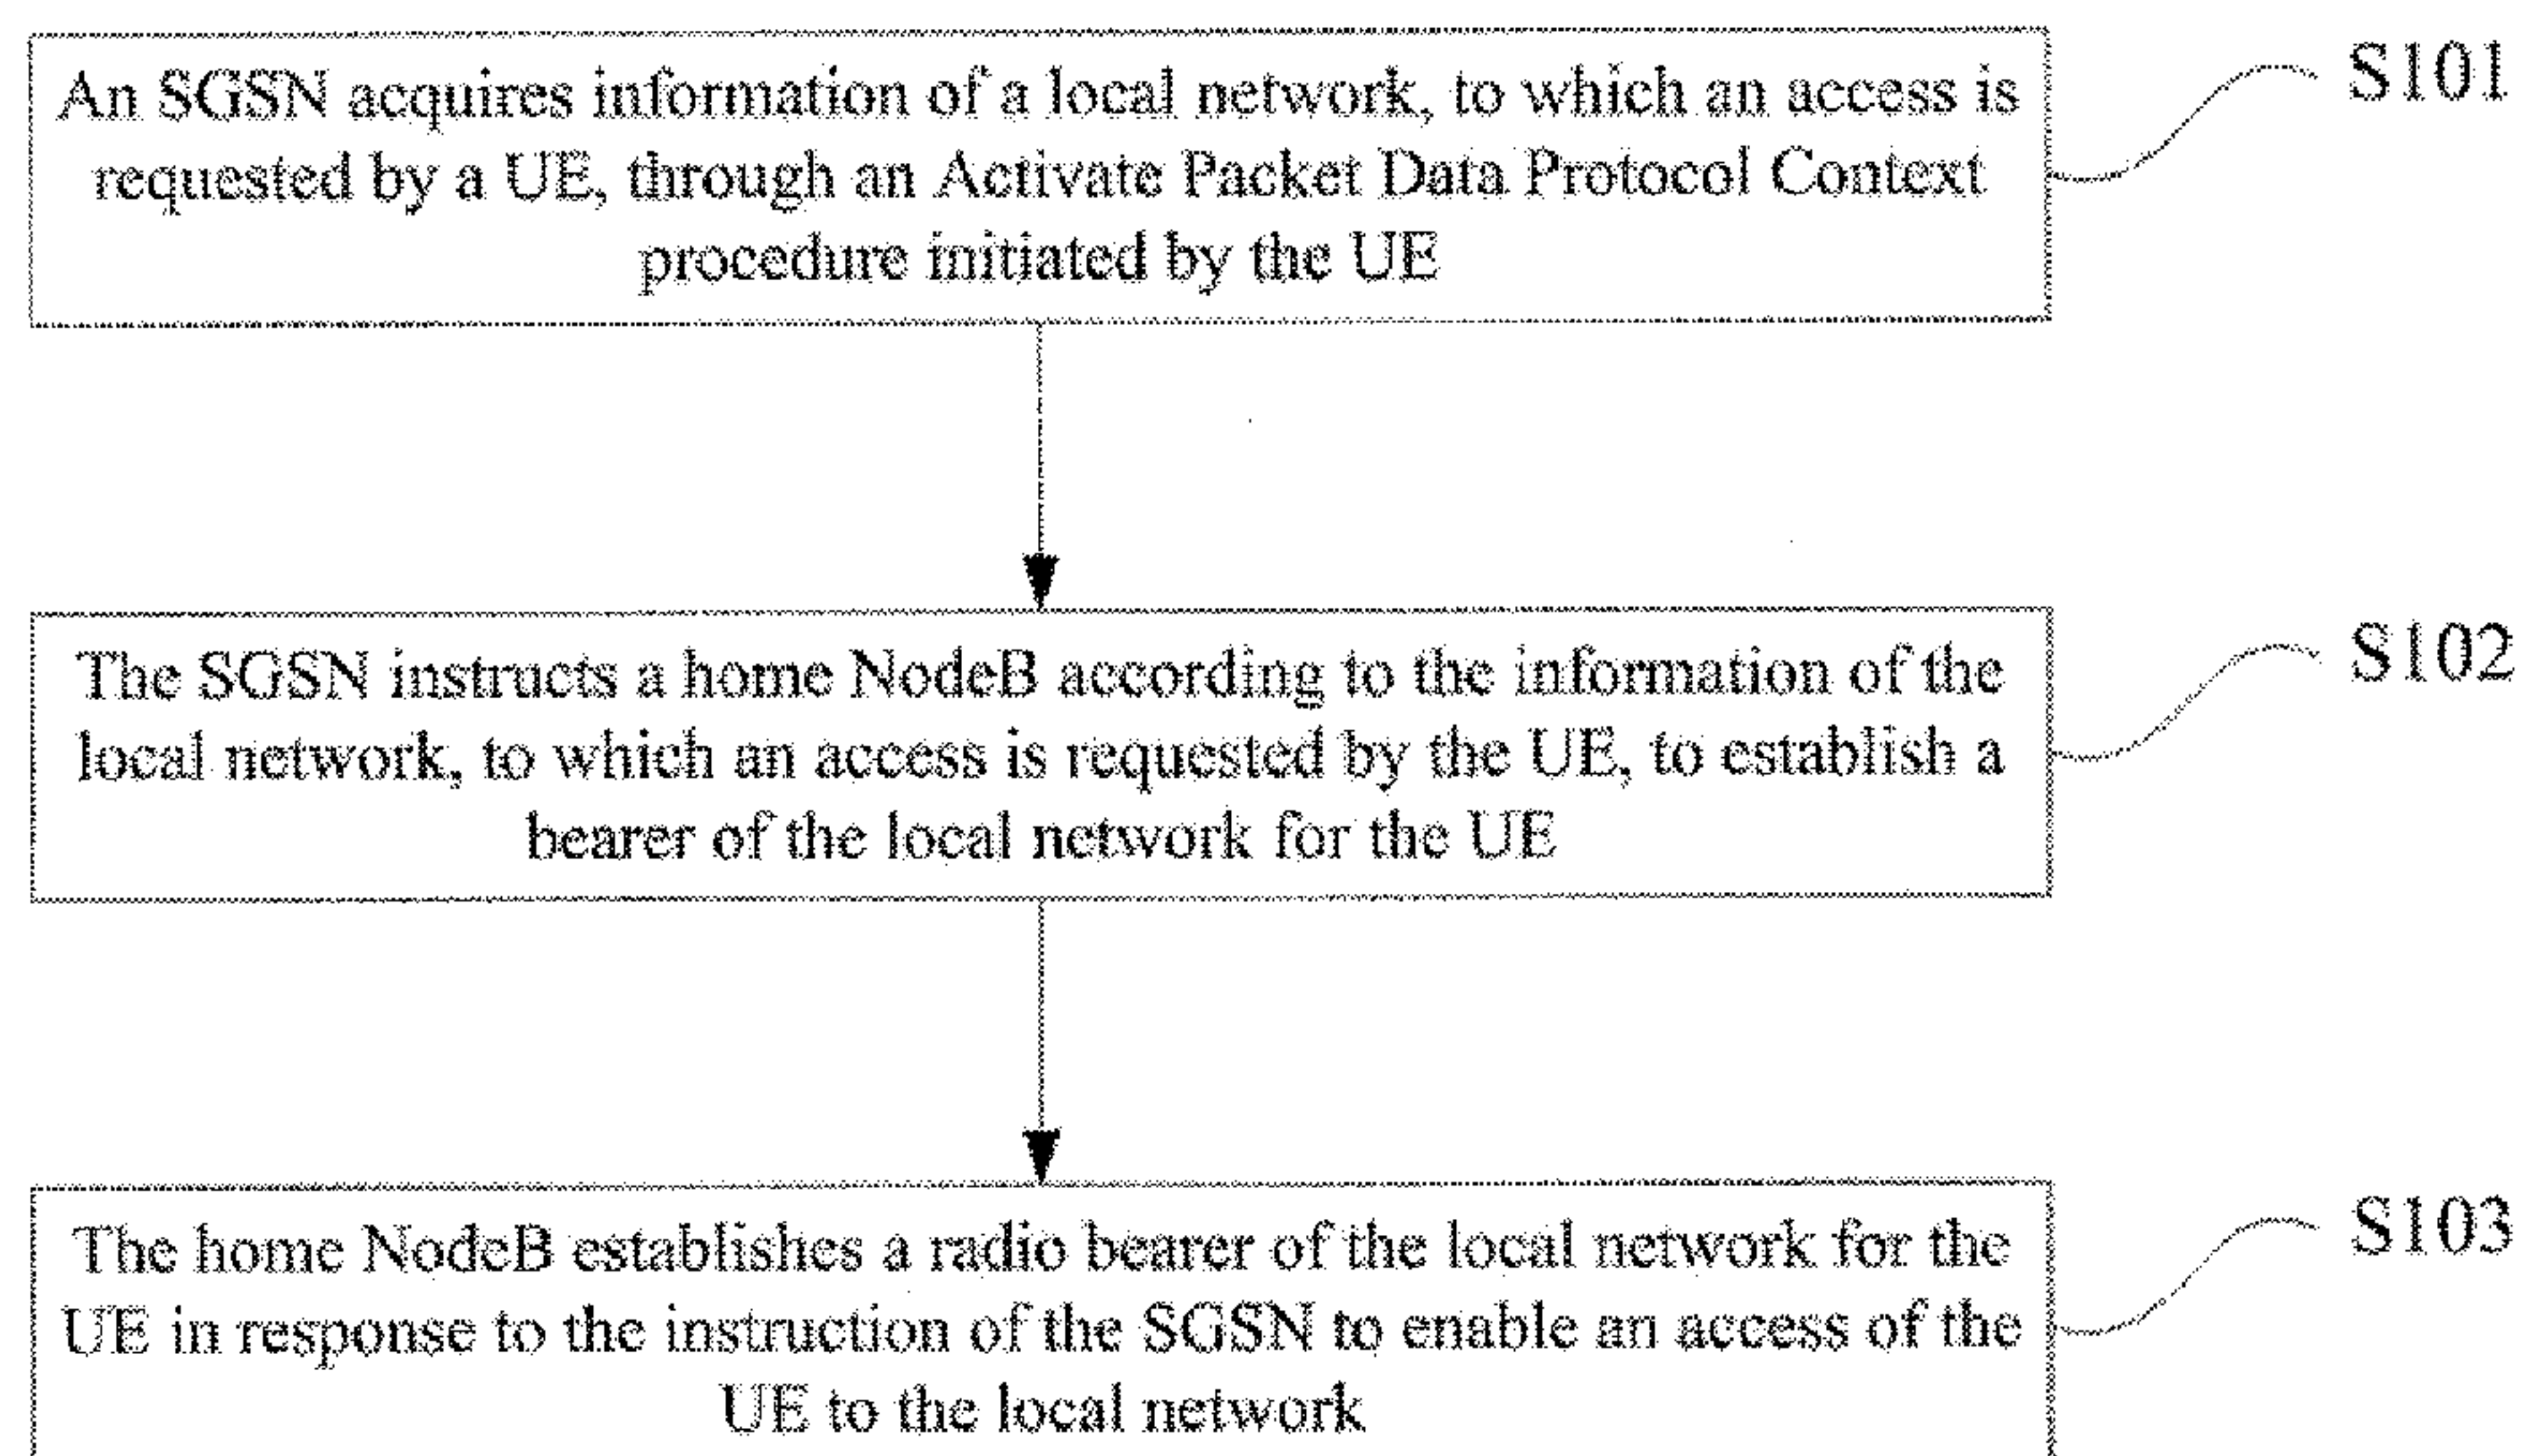 An SGSN acquires information of a local network, to which an access is
requested by a UE, through an Activate Packet Data Protocol Context
procedure initiated by the UE
S101
The SGSN instructs a home NodeB according to the information of the
local network, to which an access is requested by the UE, to establish a
bearer of the local network for the UE
S102
The home NodeB establishes a radio bearer of the local network for the
UE in response to the instruction of the SGSN to enable an access of the
UE to the local network
S103